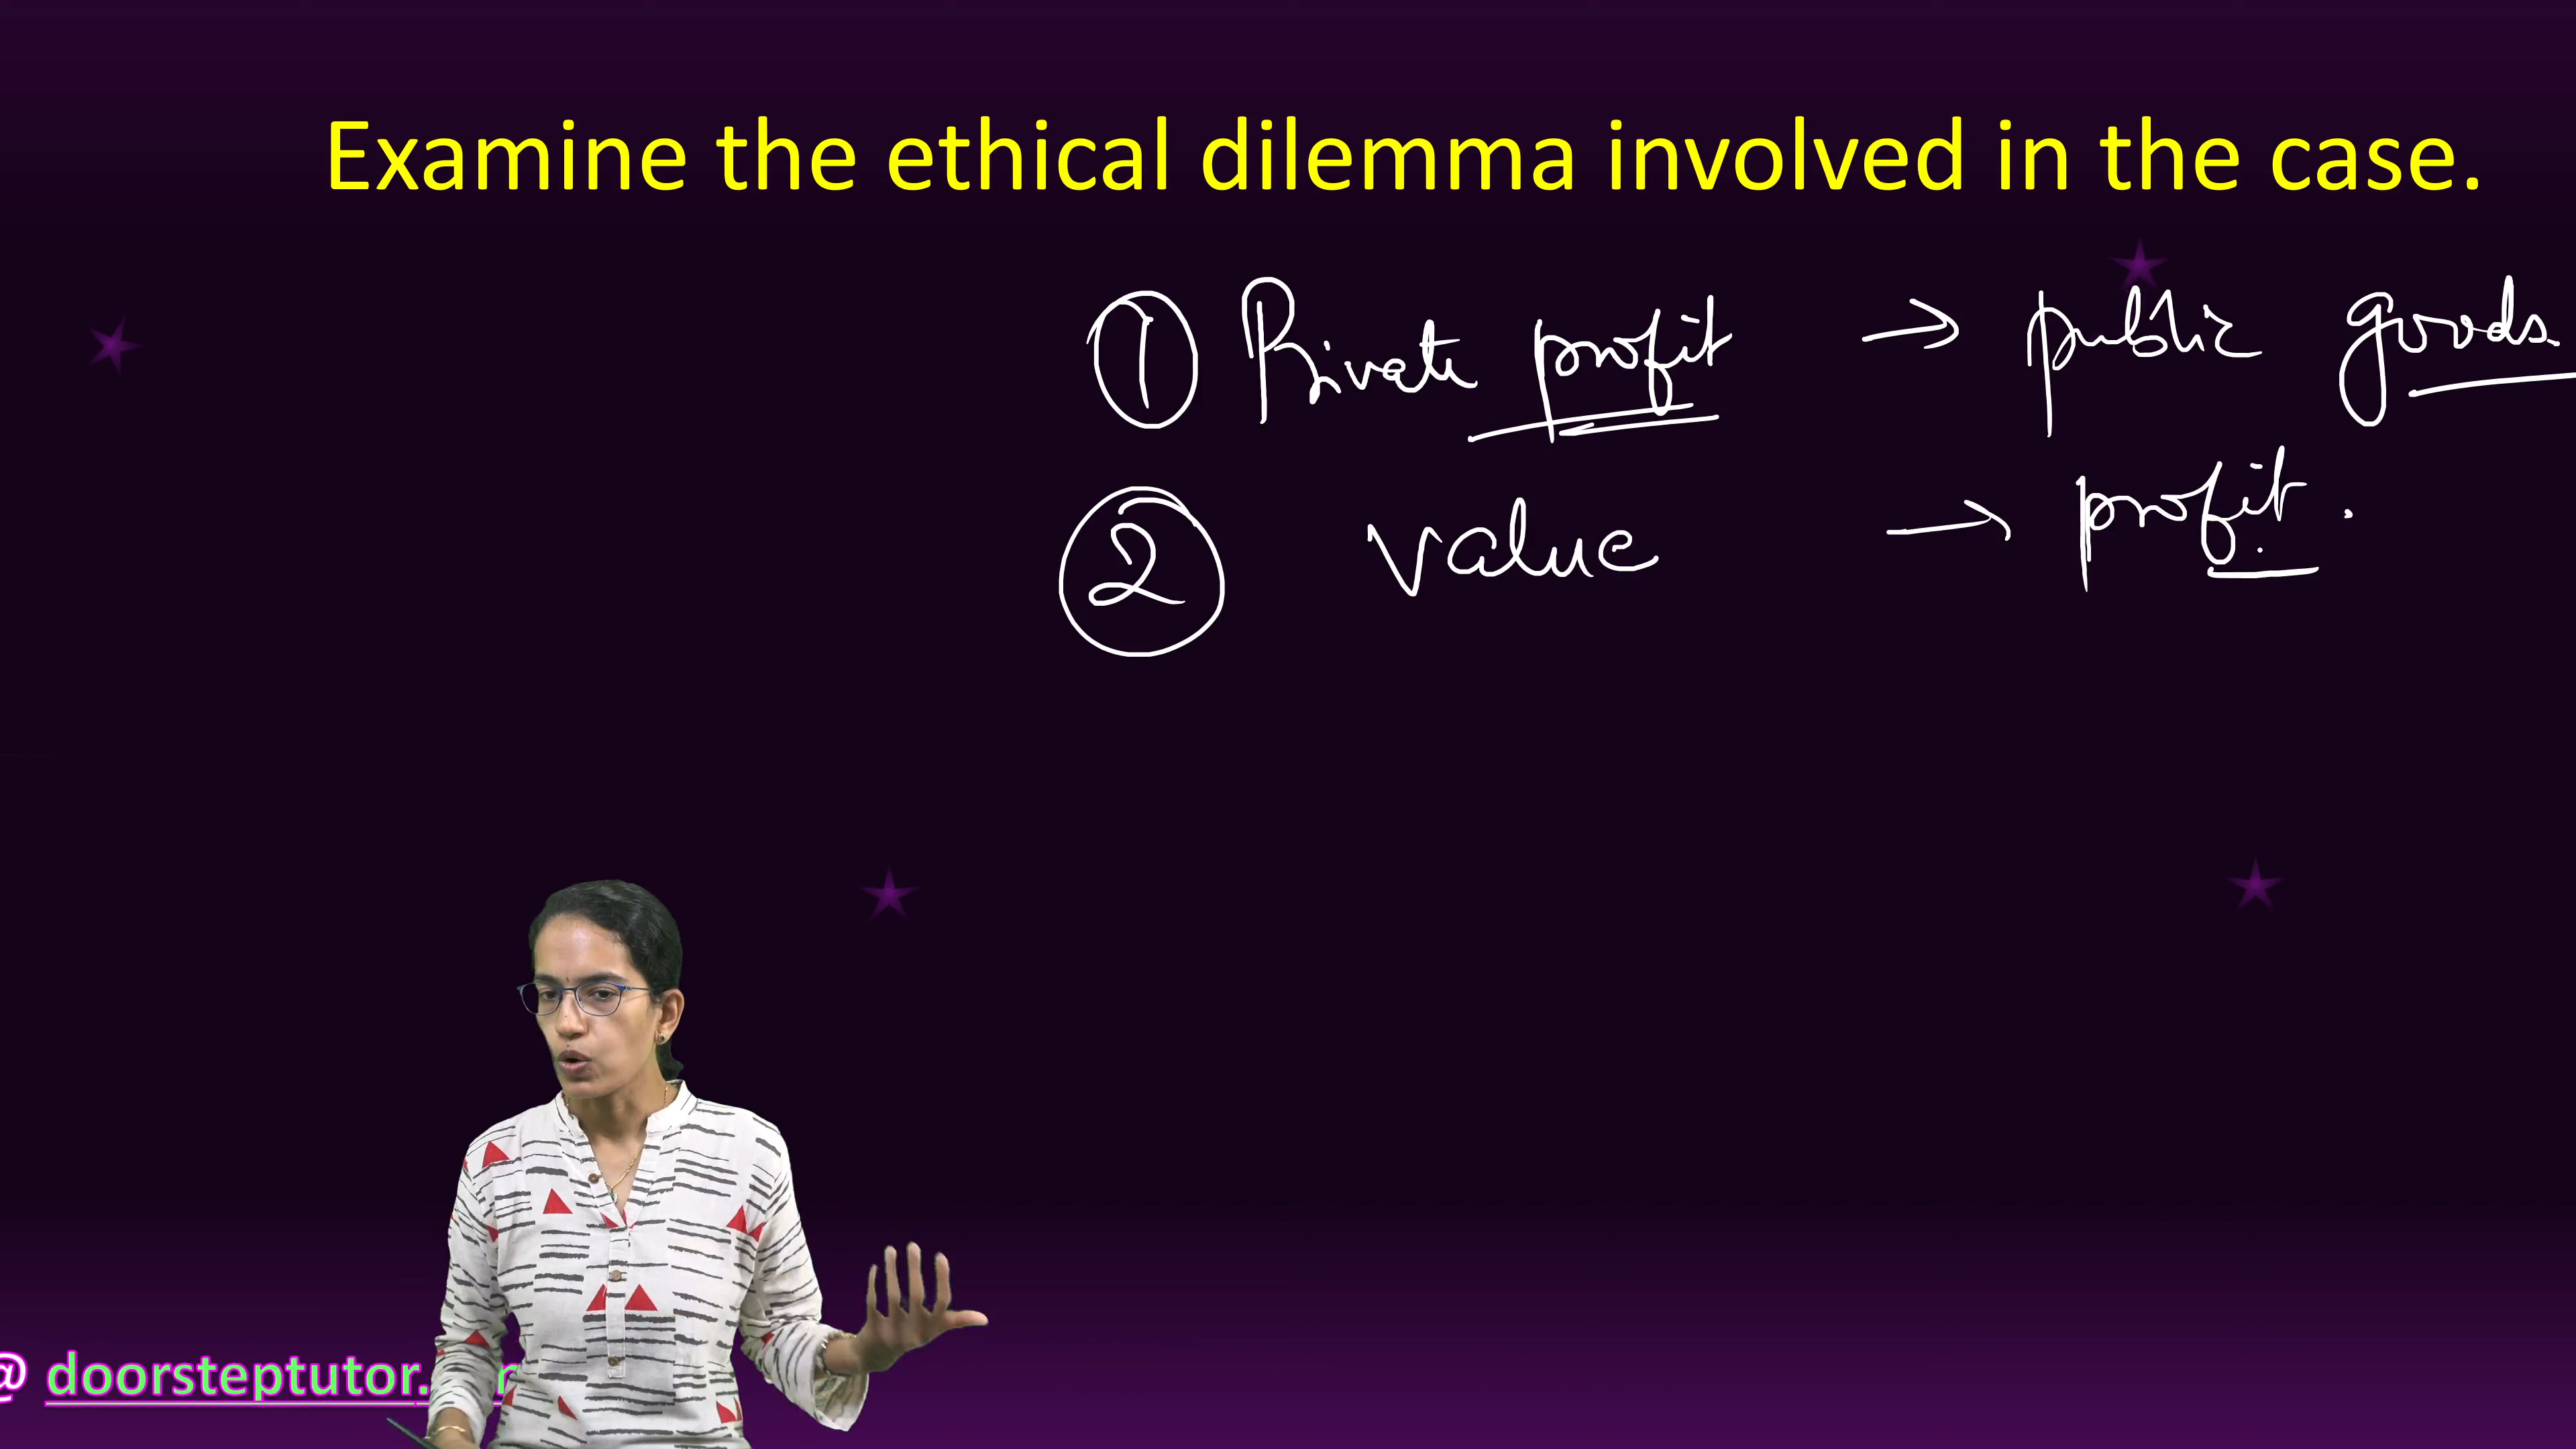 Examine the ethical dilemma involved in the case.
① Private profit → public goods
② value → profit.
@ doorsteptutor.